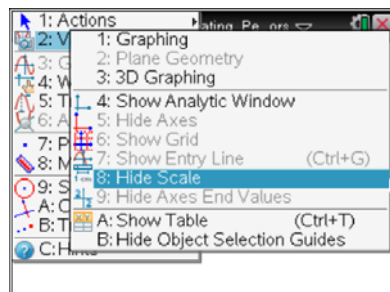 1: Actions
2: V
3: G
4: W
5: T
6: A
7: P
8: M
9: S
A: C
B: T
C: Hints
1: Graphing
2: Plane Geometry
3: 3D Graphing
4: Show Analytic Window
5: Hide Axes
6: Show Grid
7: Show Entry Line (Ctrl+G)
8: Hide Scale
9: Hide Axes End Values
A: Show Table (Ctrl+T)
B: Hide Object Selection Guides